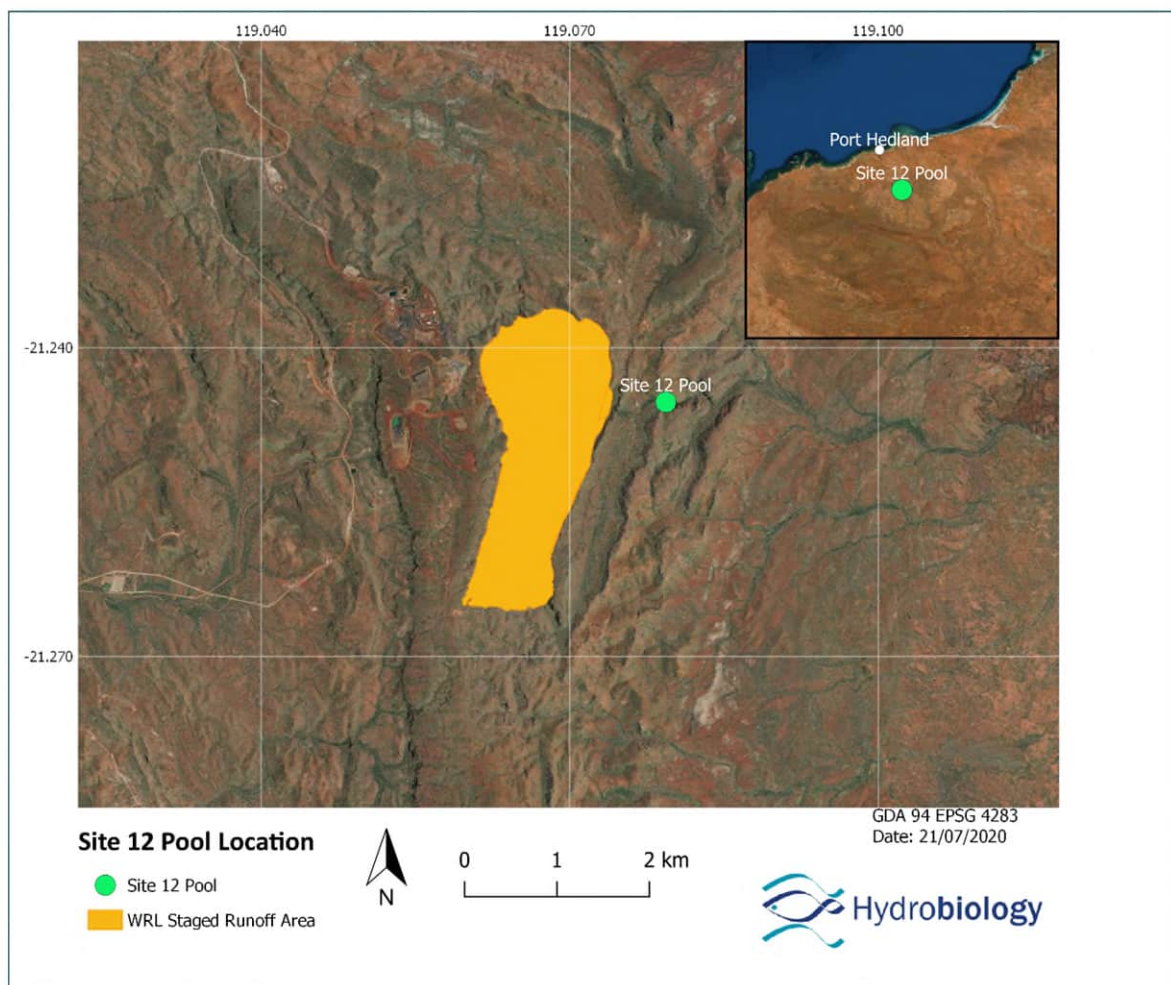 119.040
119.070
119.100
Port Hedland
Site 12 Pool
-21.240
Site 12 Pool
-21.270
GDA 94 EPSG 4283
Date: 21/07/2020
Site 12 Pool Location
Site 12 Pool
WRL Staged Runoff Area
N
0 1 2 km
Hydrobiology